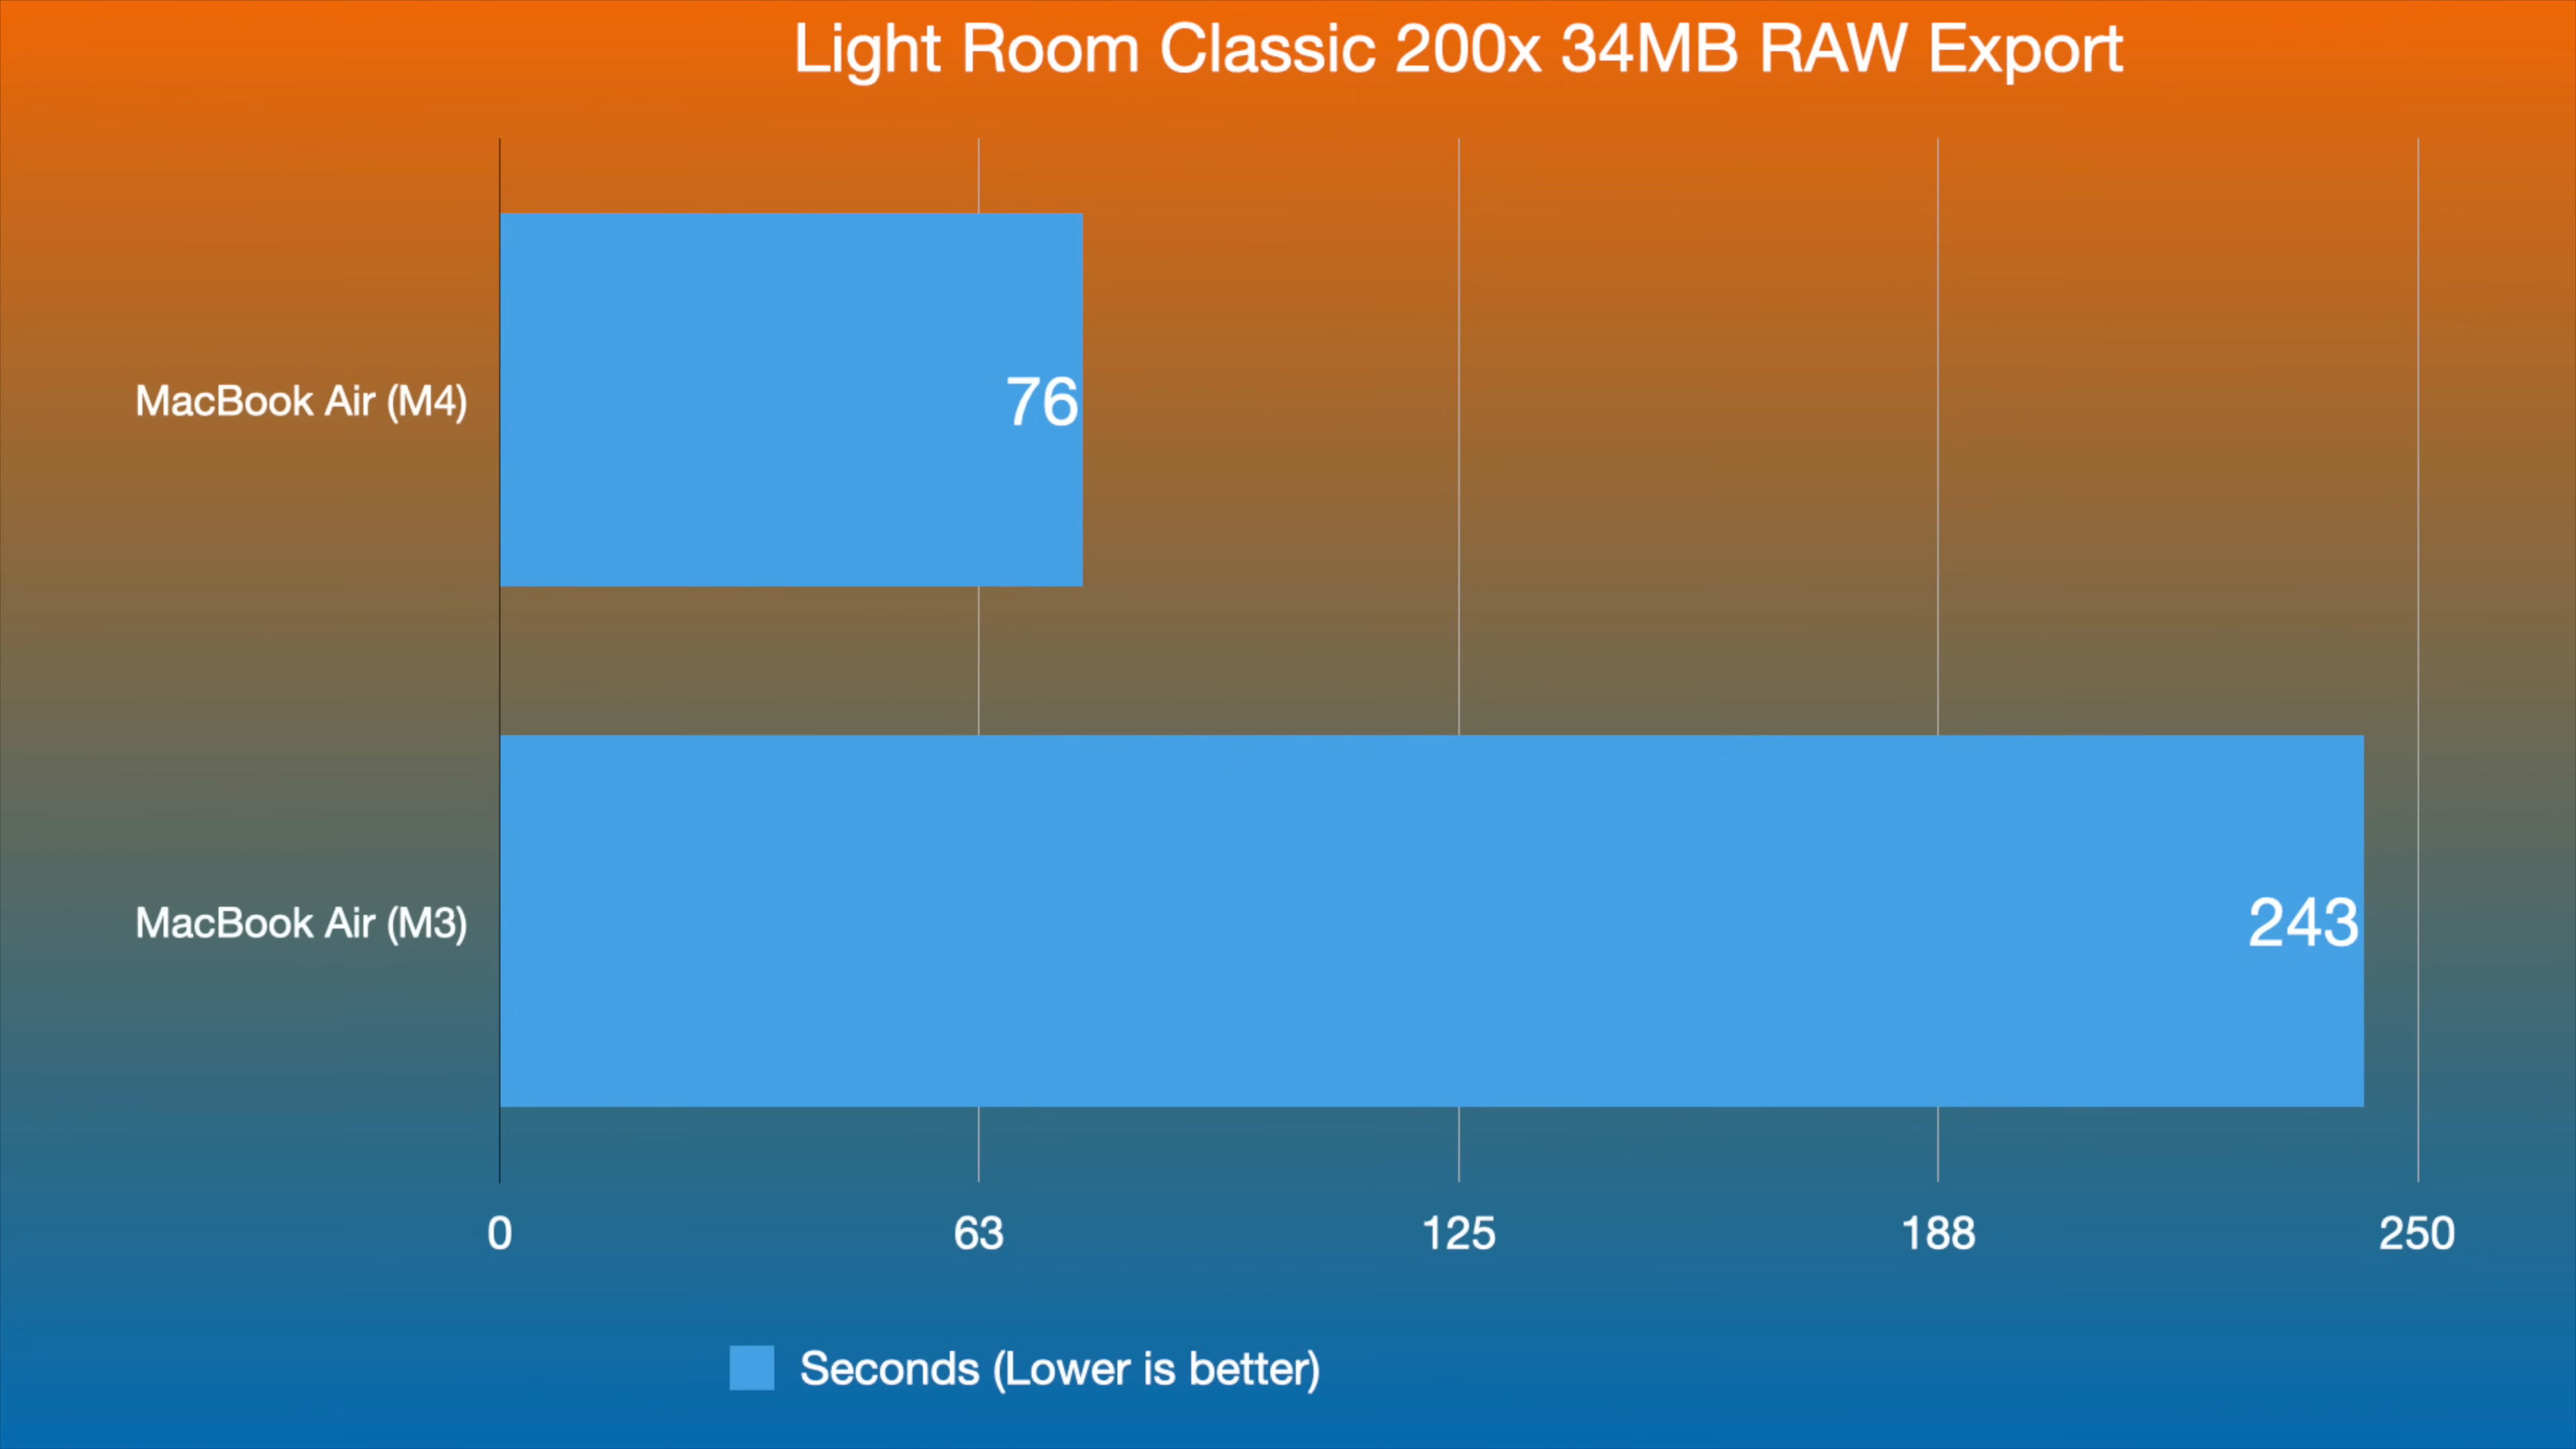 Light Room Classic 200x 34MB RAW Export
MacBook Air (M4)
76
MacBook Air (M3)
243
0
63
125
188
250
Seconds (Lower is better)